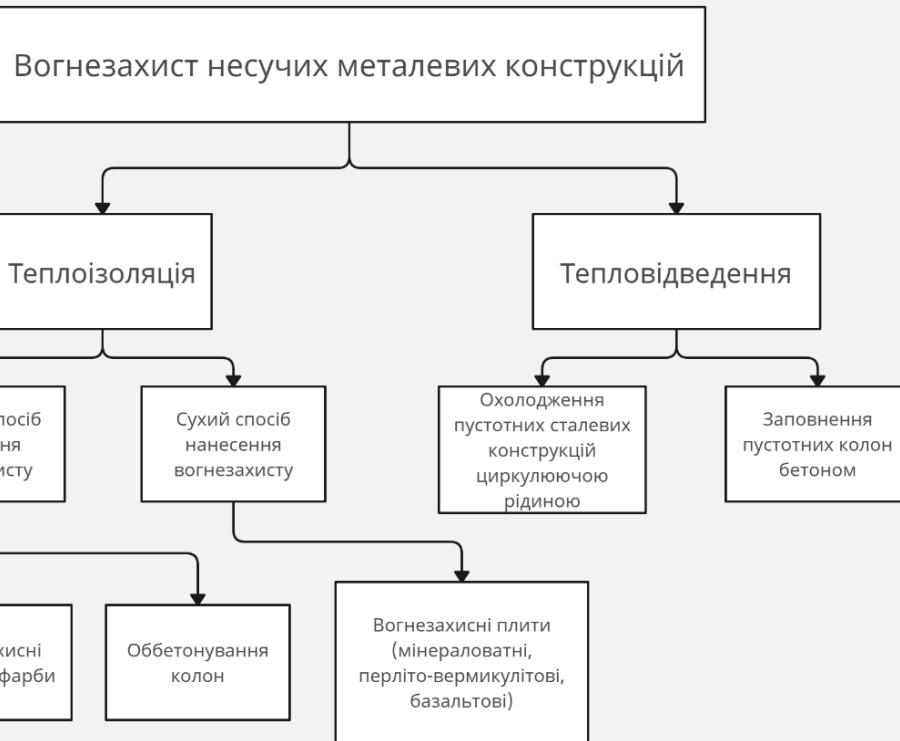 Вогнезахист несучих металевих конструкцій
Теплоізоляція
Тепловідведення
Сухий спосіб
нанесення
вогнезахисту
Охолодження
пустотних сталевих
конструкцій
циркулюючою
рідиною
Заповнення
пустотних колон
бетоном
фарби
Оббетонування
колон
Вогнезахисні плити
(мінераловатні,
перліто-вермикулітові,
базальтові)